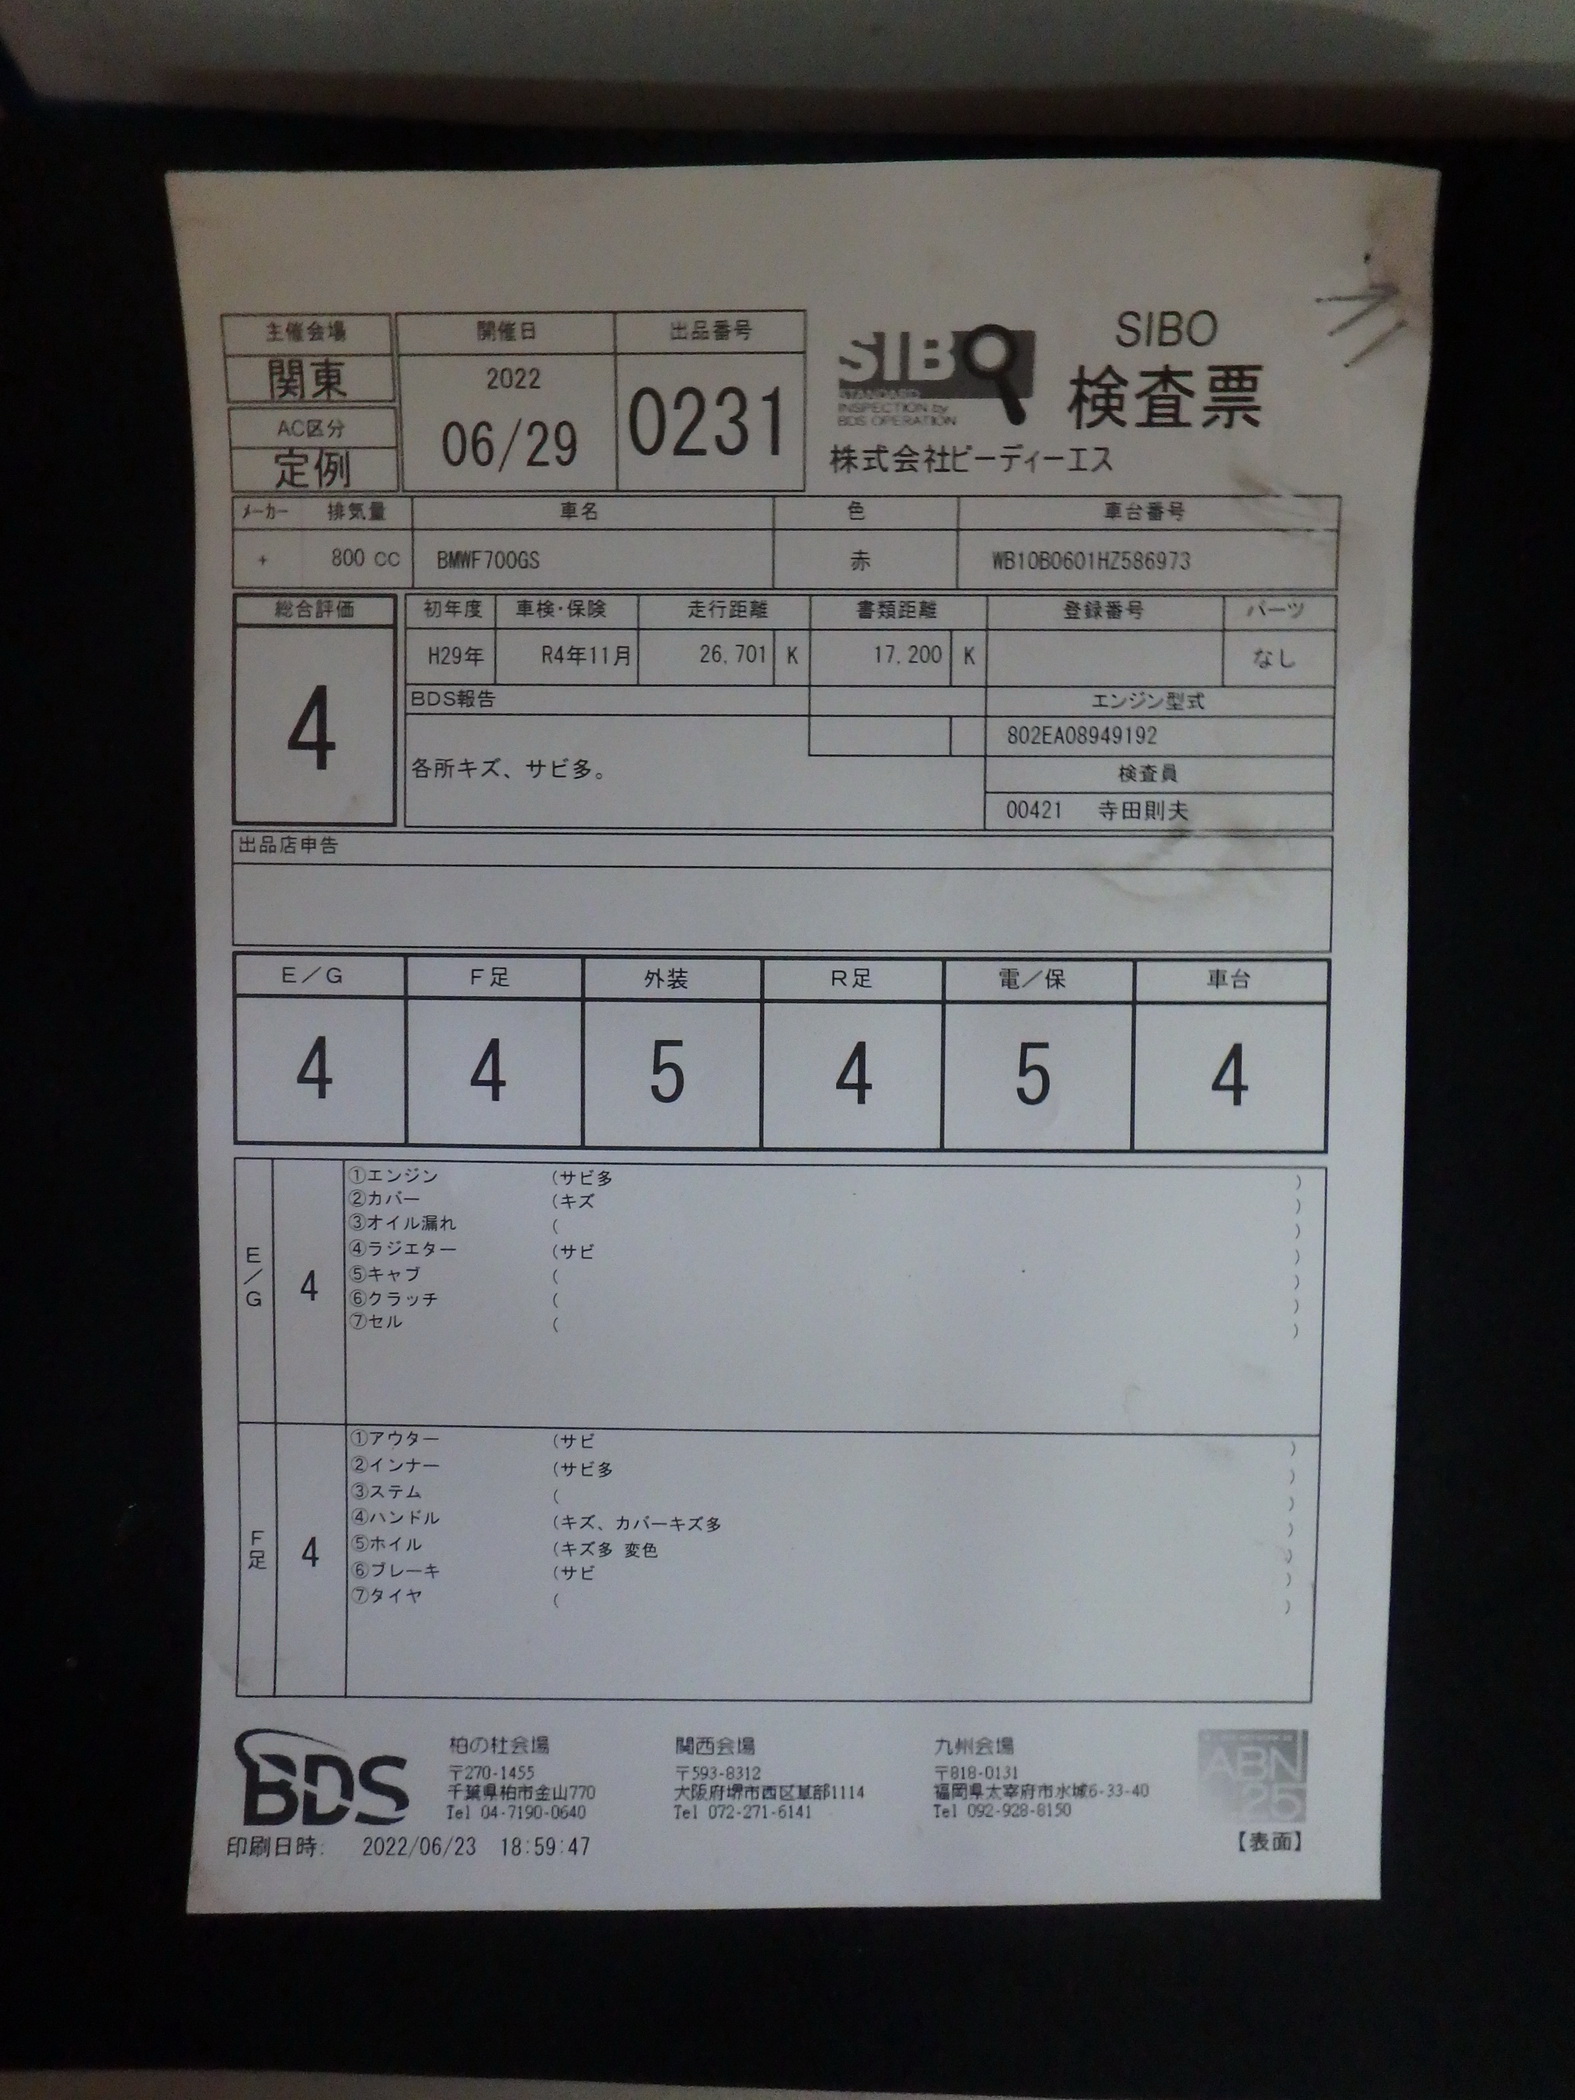 主催会場
関東
AC区分
定例
開催日
2022
06/29
出品番号
0231
SIBO
INSPECTION by
BDS OPERATION
SIBO
検査票
株式会社ビーディーエス
メーカー 排気量 車名 色 車台番号
+ 800 CC BMWF700GS 赤 WB10B0601HZ586973
総合評価
4
初年度 車検・保険 走行距離 書類距離 登録番号 パーツ
H29年 R4年11月 26,701 K 17,200 K なし
BDS報告 エンジン型式
802EA08949192
各所キズ、サビ多。
検査員
00421 寺田則夫
出品店申告
E/G F足 外装 R足 電/保 車台
4 4 5 4 5 4
E/G
4
①エンジン (サビ多 )
②カバー (キズ )
③オイル漏れ ( )
④ラジエター (サビ )
⑤キャブ ( )
⑥クラッチ ( )
⑦セル ( )
F足
4
①アウター (サビ )
②インナー (サビ多 )
③ステム ( )
④ハンドル (キズ、カバーキズ多 )
⑤ホイル (キズ多 変色 )
⑥ブレーキ (サビ )
⑦タイヤ ( )
BDS
柏の杜会場
〒270-1455
千葉県柏市金山770
Tel 04-7190-0640
関西会場
〒593-8312
大阪府堺市西区草部1114
Tel 072-271-6141
九州会場
〒818-0131
福岡県太宰府市水城6-33-40
Tel 092-928-8150
ABN
25
【表面】
印刷日時: 2022/06/23 18:59:47